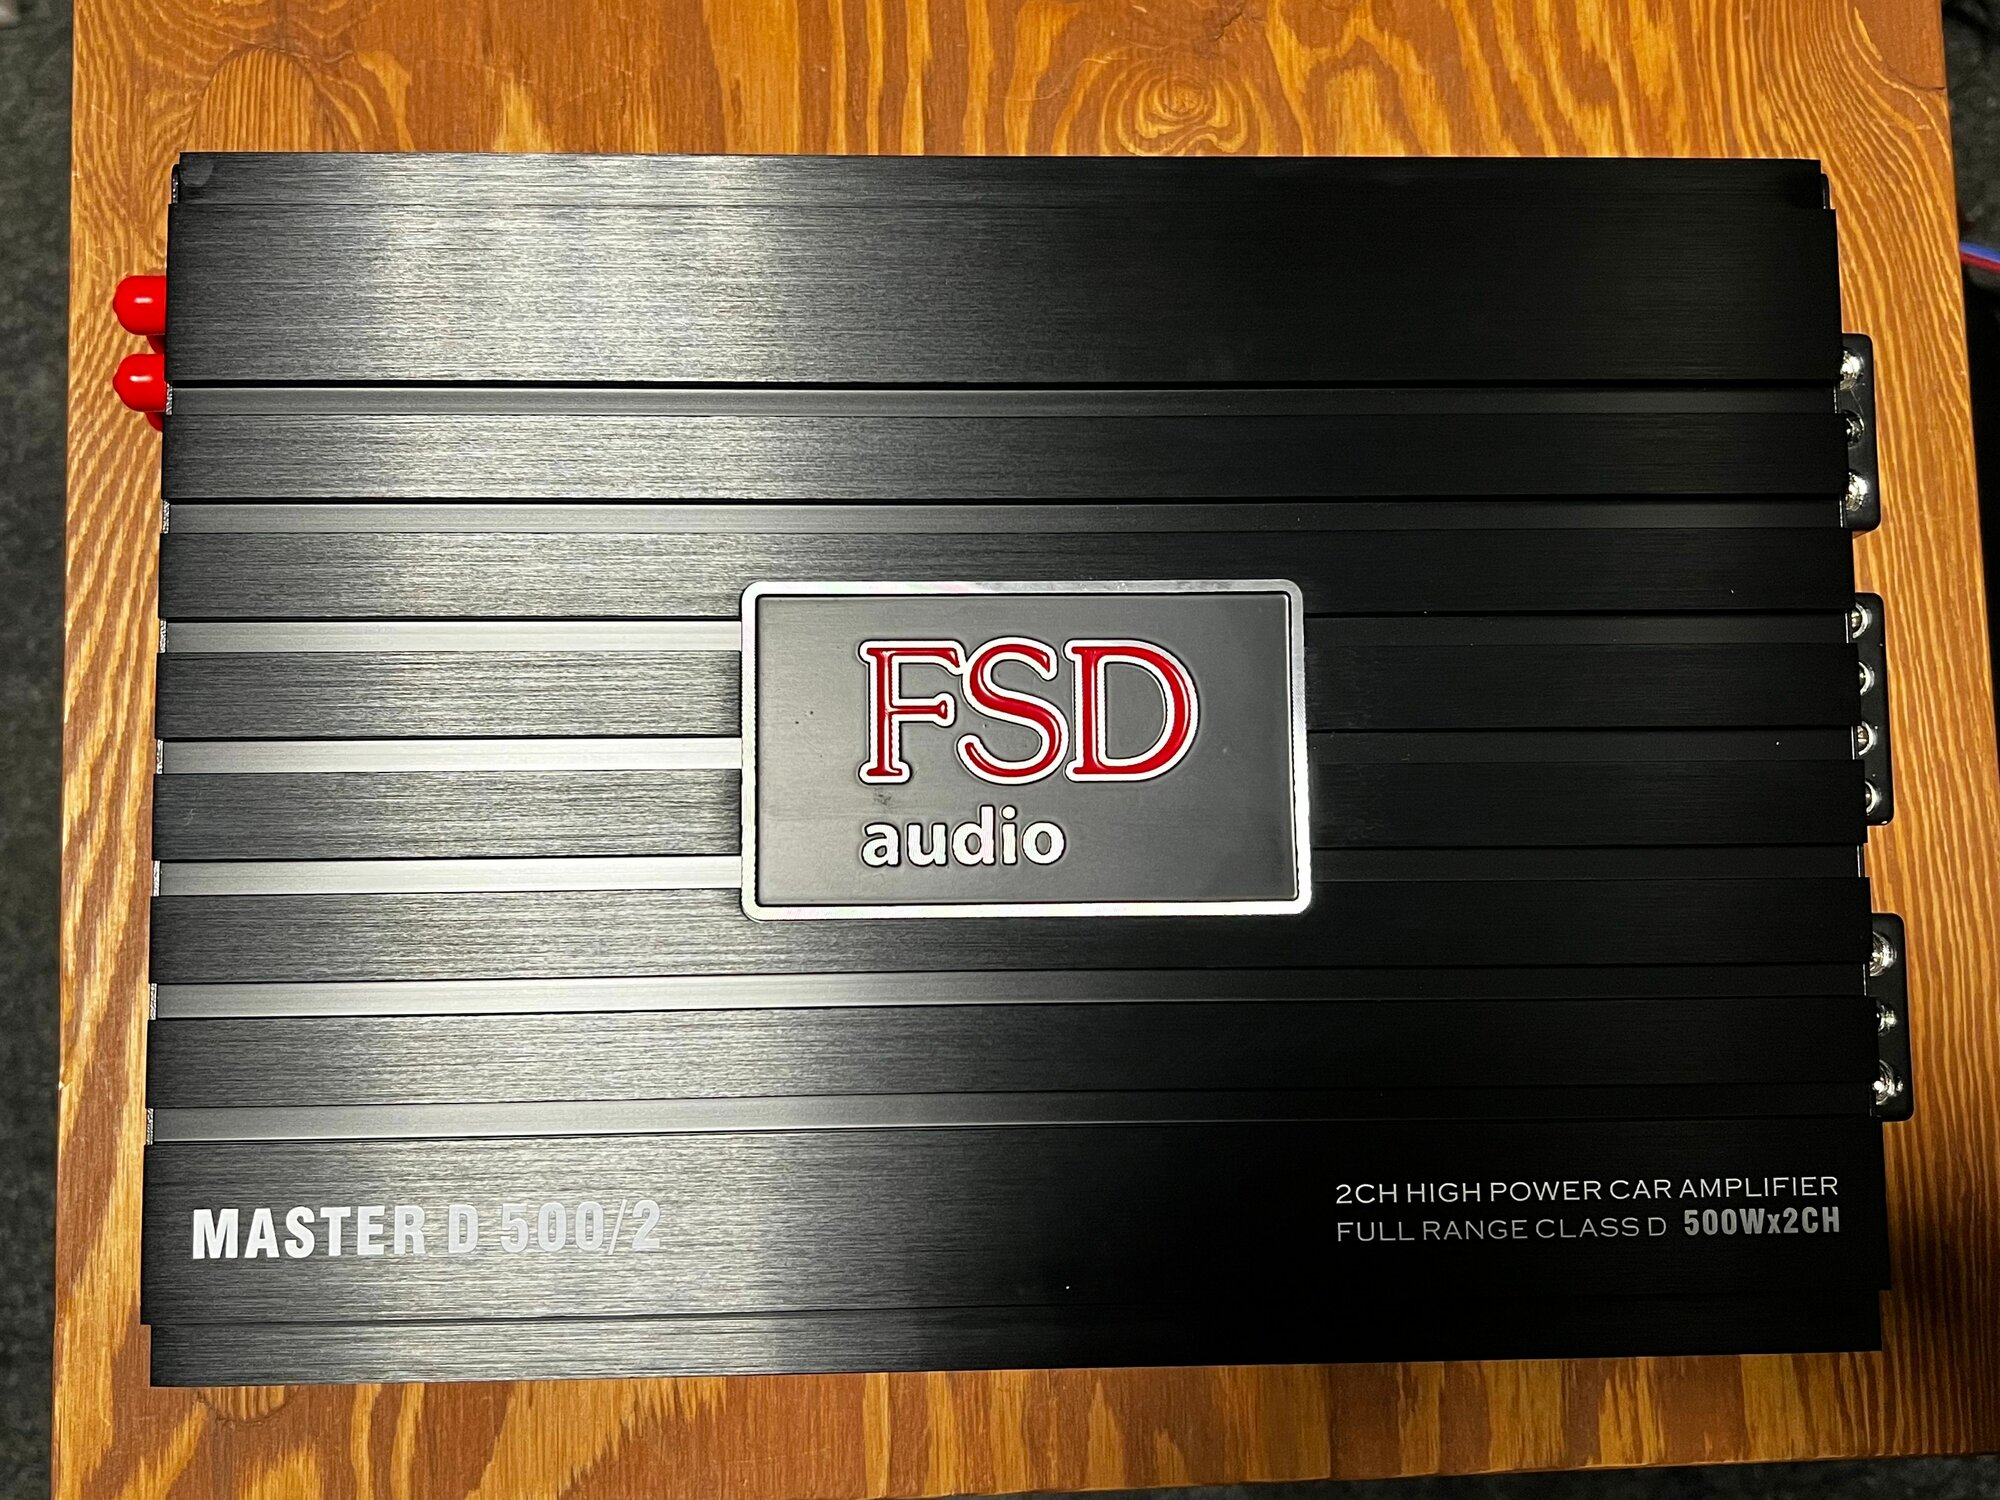 FSD
audio
MASTER D 500/2
2CH HIGH POWER CAR AMPLIFIER
FULL RANGE CLASS D 500Wx2CH